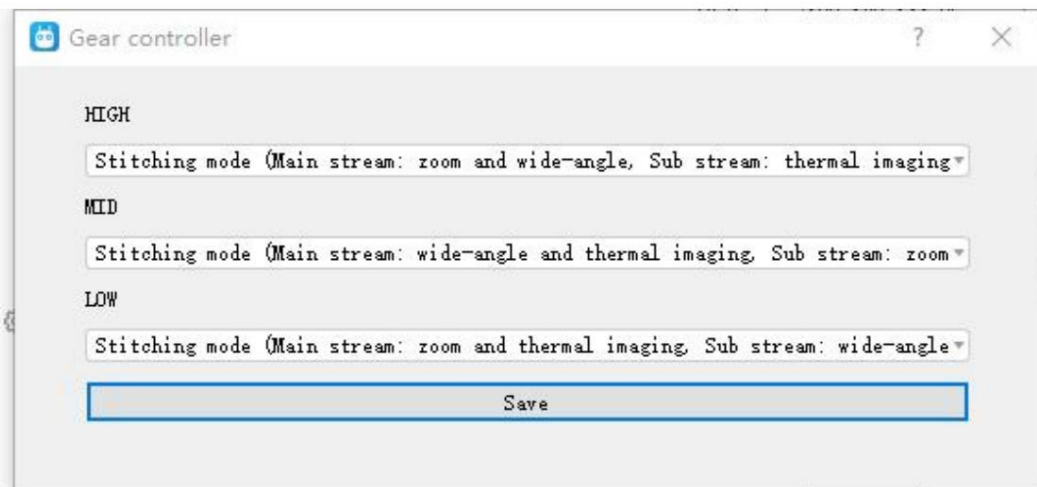 Gear controller
?
HIGH
Stitching mode (Main stream: zoom and wide-angle, Sub stream: thermal imaging
MID
Stitching mode (Main stream: wide-angle and thermal imaging, Sub stream: zoom
LOW
Stitching mode (Main stream: zoom and thermal imaging, Sub stream: wide-angle
Save